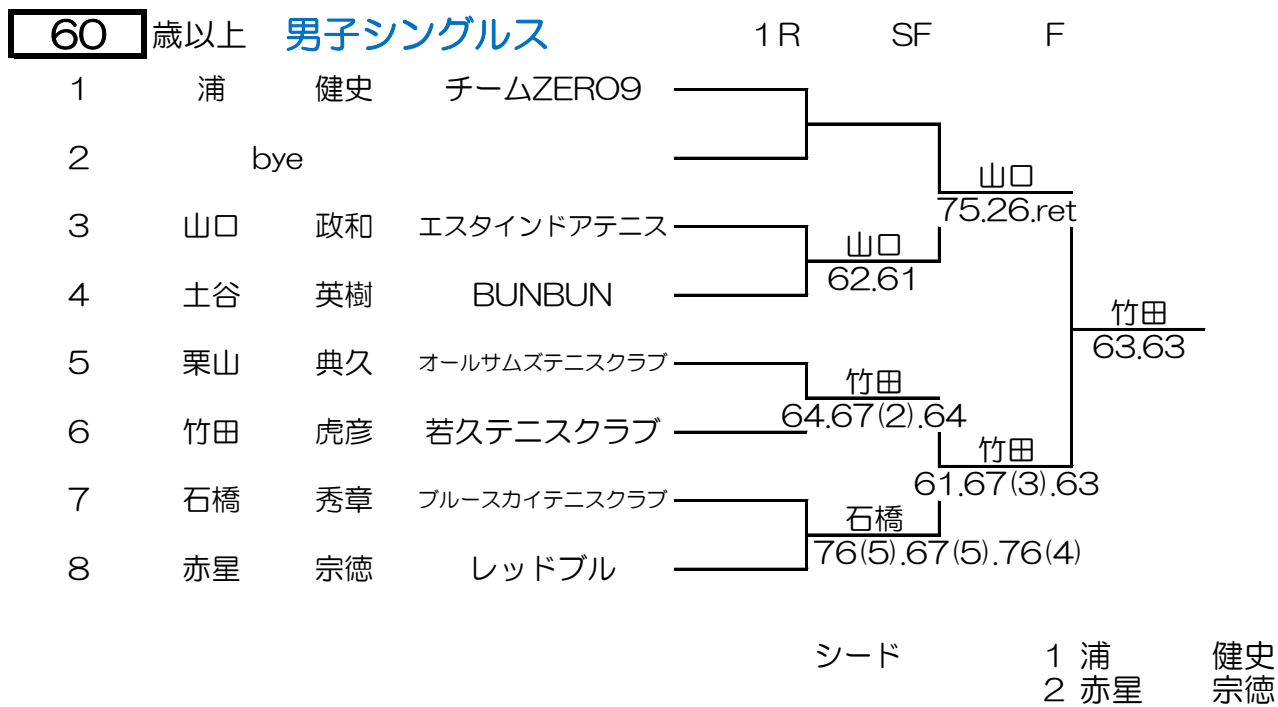 60 歳以上 男子シングルス 1R SF F
1 浦 健史 チームZERO9
2 bye
山口
75.26.ret
3 山口 政和 エスタインドアテニス
山口
62.61
4 土谷 英樹 BUNBUN
竹田
63.63
5 栗山 典久 オールサムズテニスクラブ
竹田
64.67(2).64
6 竹田 虎彦 若久テニスクラブ
竹田
61.67(3).63
7 石橋 秀章 ブルースカイテニスクラブ
石橋
76(5).67(5).76(4)
8 赤星 宗徳 レッドブル
シード 1 浦 健史
2 赤星 宗徳